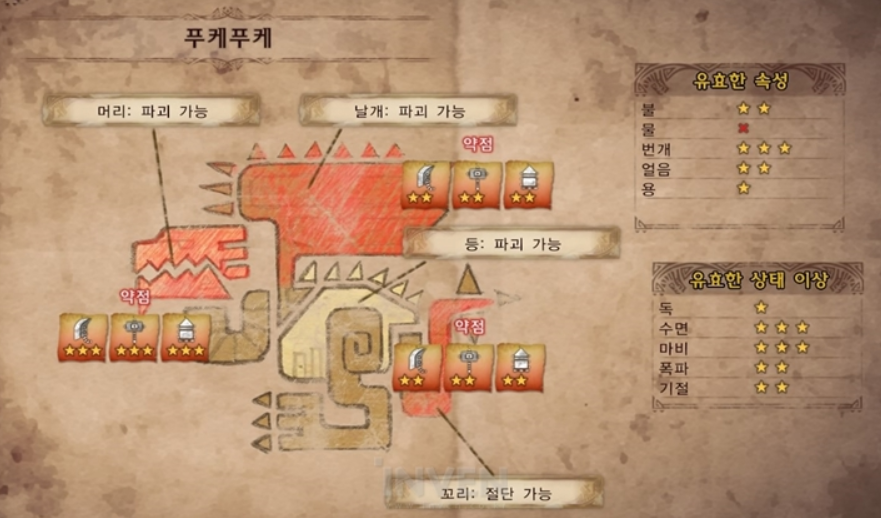 푸케푸케
머리: 파괴 가능
날개: 파괴 가능
약점
등: 파괴 가능
약점
약점
꼬리: 절단 가능
유효한 속성
불
물
번개
얼음
용
유효한 상태 이상
독
수면
마비
폭파
기절
INVEN